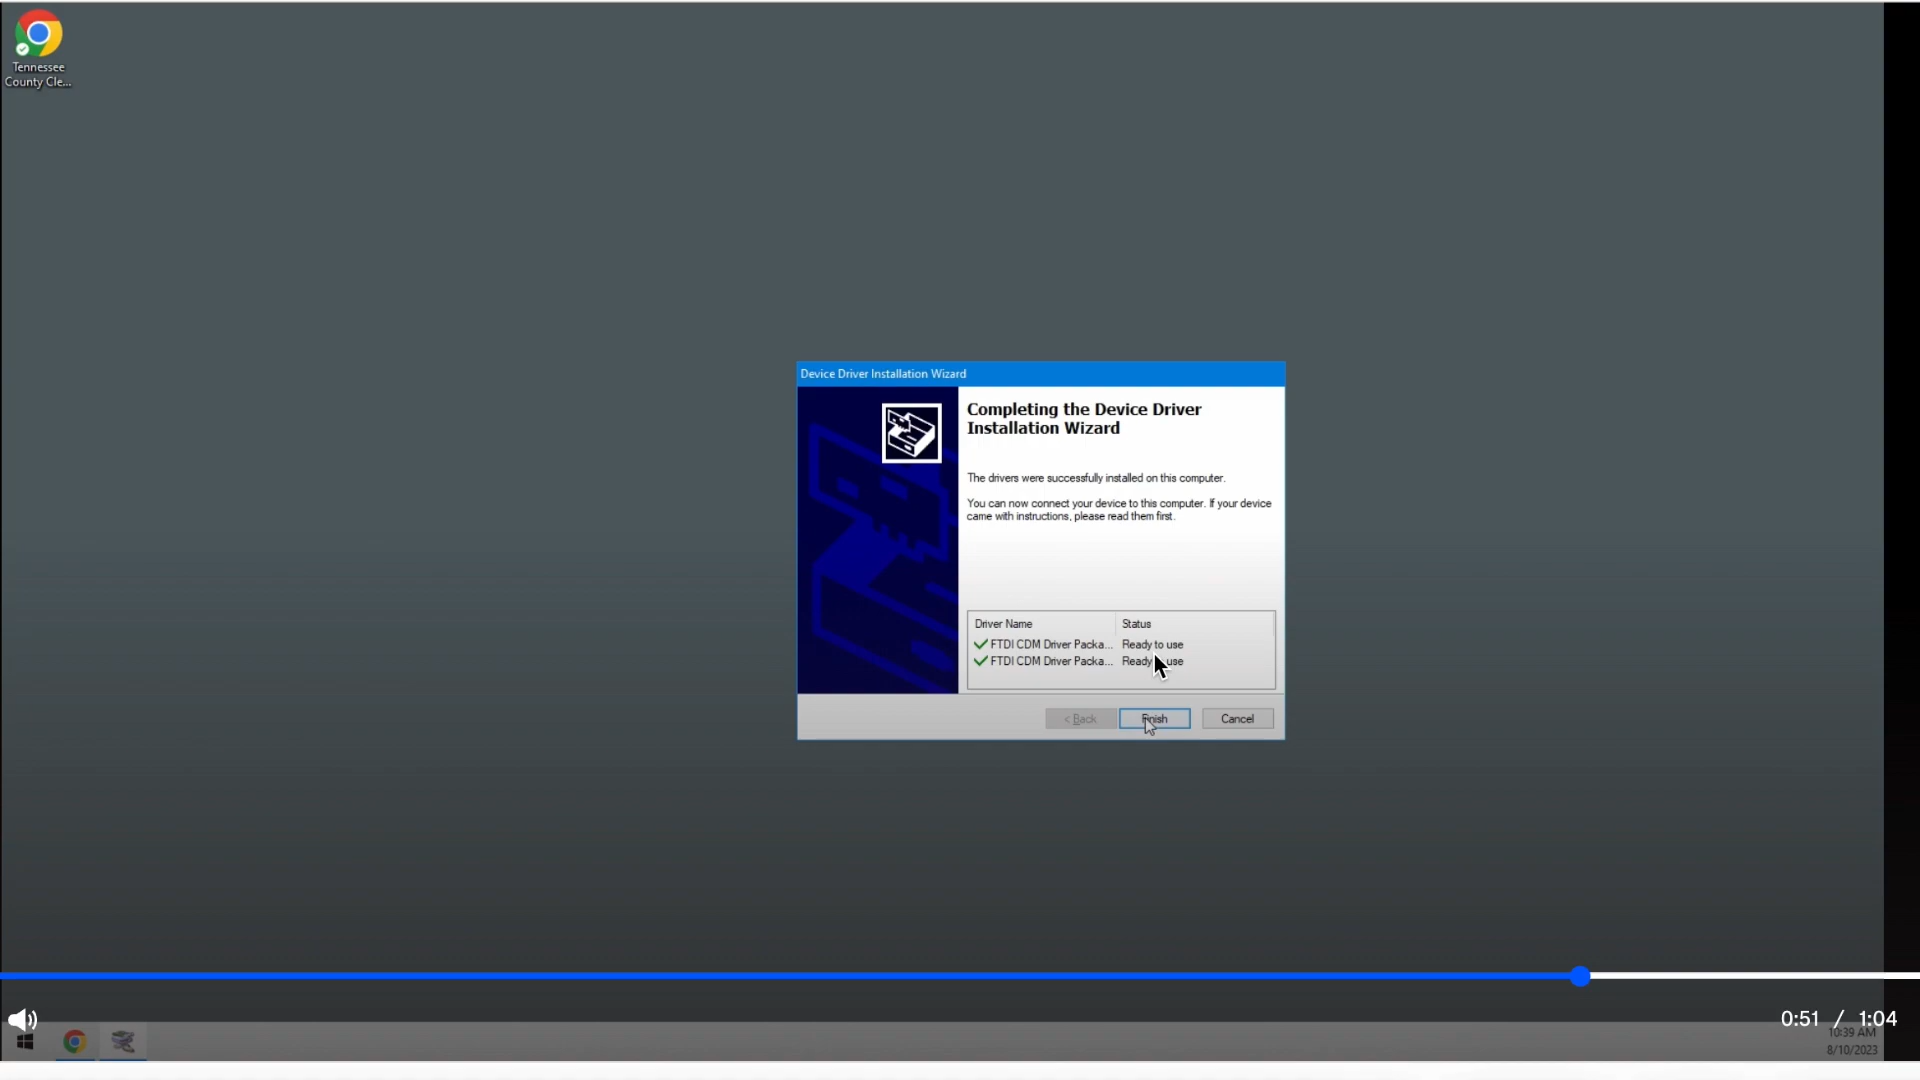 Tennessee
County Cle...
Device Driver Installation Wizard
Completing the Device Driver
Installation Wizard
The drivers were successfully installed on this computer.
You can now connect your device to this computer. If your device
came with instructions, please read them first.
Driver Name Status
FTDI CDM Driver Packa... Ready to use
FTDI CDM Driver Packa... Ready to use
< Back Finish Cancel
0:51 / 1:04
10:39 AM
8/10/2023